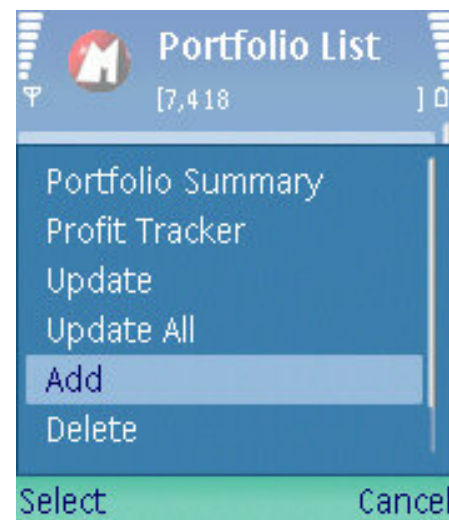 Portfolio List
[7,418 ]
Portfolio Summary
Profit Tracker
Update
Update All
Add
Delete
Select Cancel